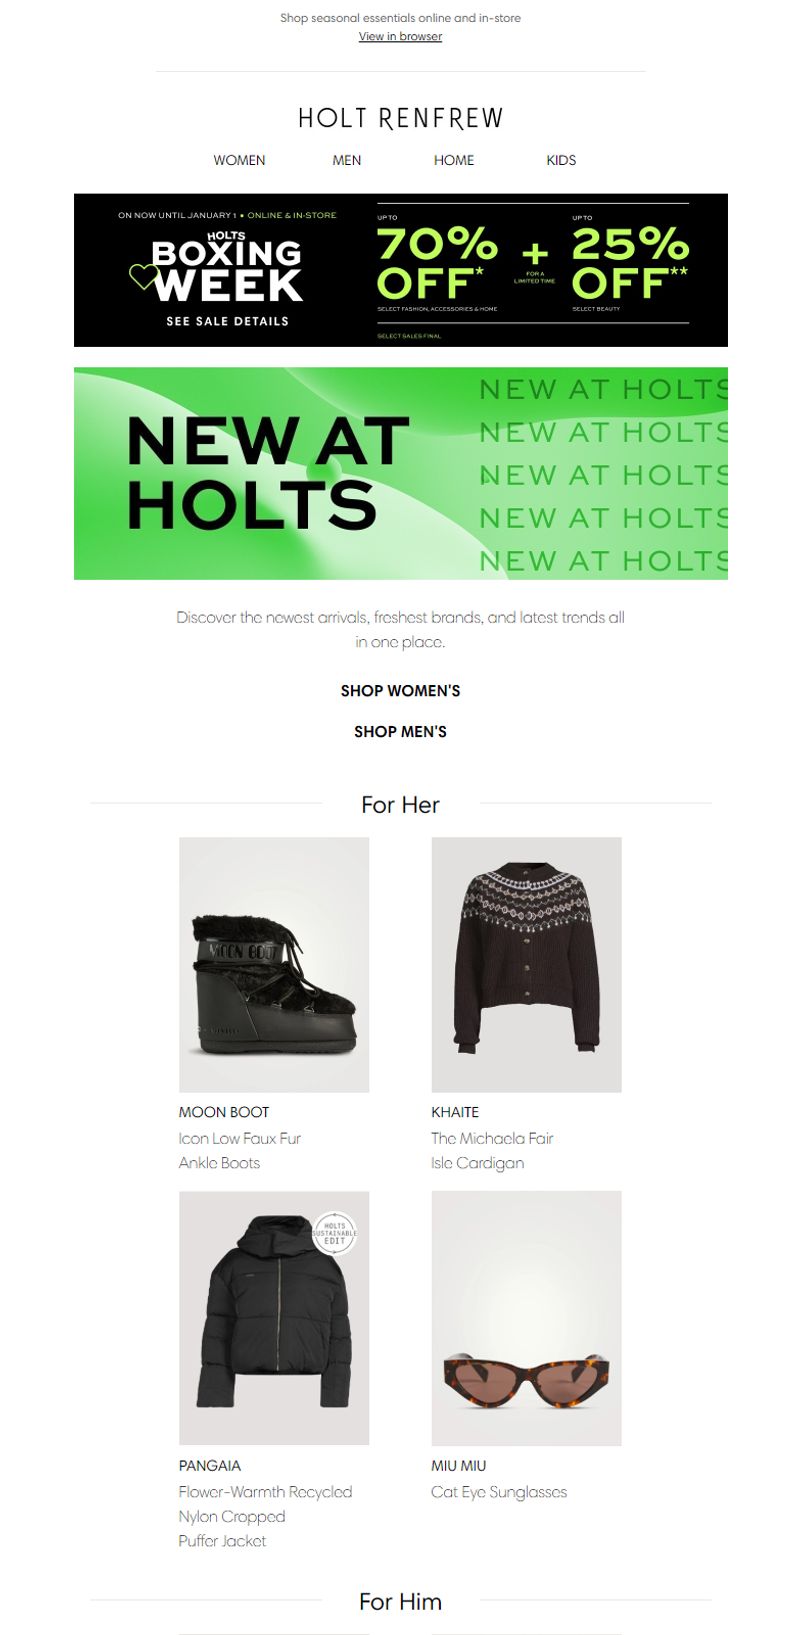 Shop seasonal essentials online and in-store
View in browser
HOLT RENFREW
WOMEN MEN HOME KIDS
ON NOW UNTIL JANUARY 1 • ONLINE & IN-STORE
HOLTS
BOXING
WEEK
SEE SALE DETAILS
UP TO
70%
OFF*
SELECT FASHION, ACCESSORIES & HOME
+
FOR A
LIMITED TIME
UP TO
25%
OFF**
SELECT BEAUTY
SELECT SALES FINAL
NEW AT
HOLTS
NEW AT HOLTS
NEW AT HOLTS
NEW AT HOLTS
NEW AT HOLTS
NEW AT HOLTS
Discover the newest arrivals, freshest brands, and latest trends all
in one place.
SHOP WOMEN'S
SHOP MEN'S
For Her
MOON BOOT
MOON BOOT
Icon Low Faux Fur
Ankle Boots
KHAITE
The Michaela Fair
Isle Cardigan
HOLTS
SUSTAINABLE
EDIT
PANGAIA
Flower-Warmth Recycled
Nylon Cropped
Puffer Jacket
MIU MIU
Cat Eye Sunglasses
For Him